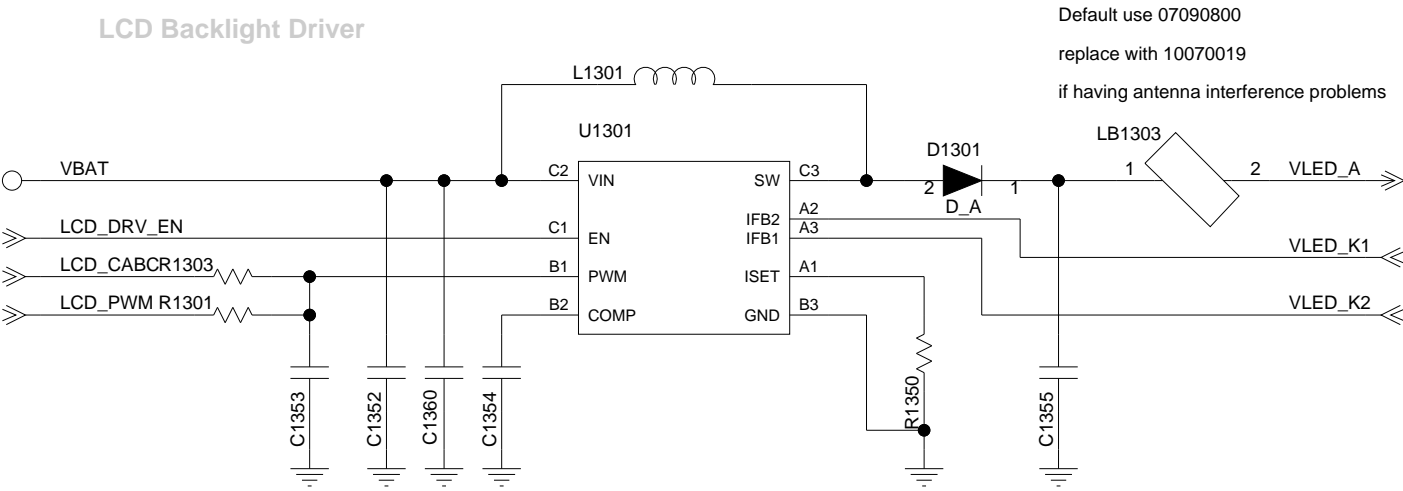 LCD Backlight Driver
Default use 07090800
replace with 10070019
if having antenna interference problems
L1301
U1301
D1301
LB1303
VBAT
C2
VIN
SW
C3
2
1
D_A
1
2
VLED_A
LCD_DRV_EN
C1
EN
IFB2
A2
IFB1
A3
VLED_K1
LCD_CABCR1303
B1
PWM
ISET
A1
LCD_PWM R1301
B2
COMP
GND
B3
VLED_K2
C1353
C1352
C1360
C1354
R1350
C1355